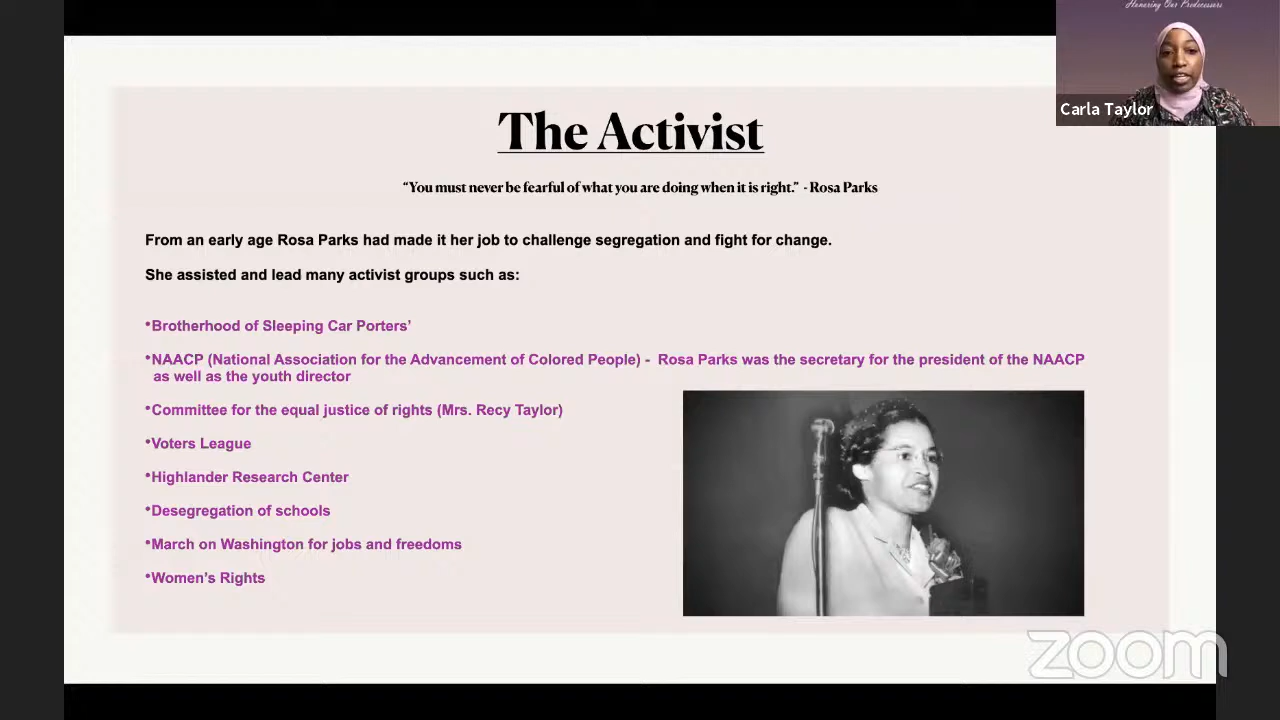 Honoring Our Predecessors
Carla Taylor
The Activist
“You must never be fearful of what you are doing when it is right.” - Rosa Parks
From an early age Rosa Parks had made it her job to challenge segregation and fight for change.
She assisted and lead many activist groups such as:
•Brotherhood of Sleeping Car Porters’
•NAACP (National Association for the Advancement of Colored People) - Rosa Parks was the secretary for the president of the NAACP
as well as the youth director
•Committee for the equal justice of rights (Mrs. Recy Taylor)
•Voters League
•Highlander Research Center
•Desegregation of schools
•March on Washington for jobs and freedoms
•Women’s Rights
zoom